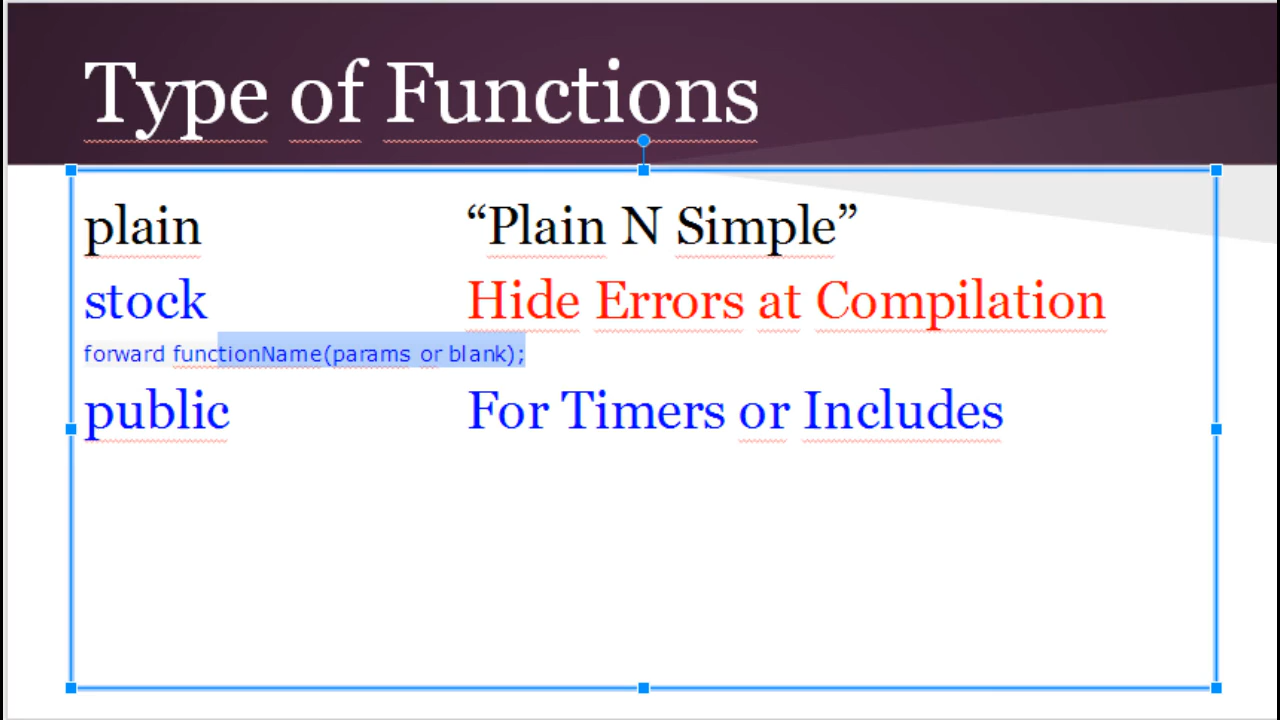 Type of Functions
plain “Plain N Simple”
stock Hide Errors at Compilation
forward functionName(params or blank);
public For Timers or Includes